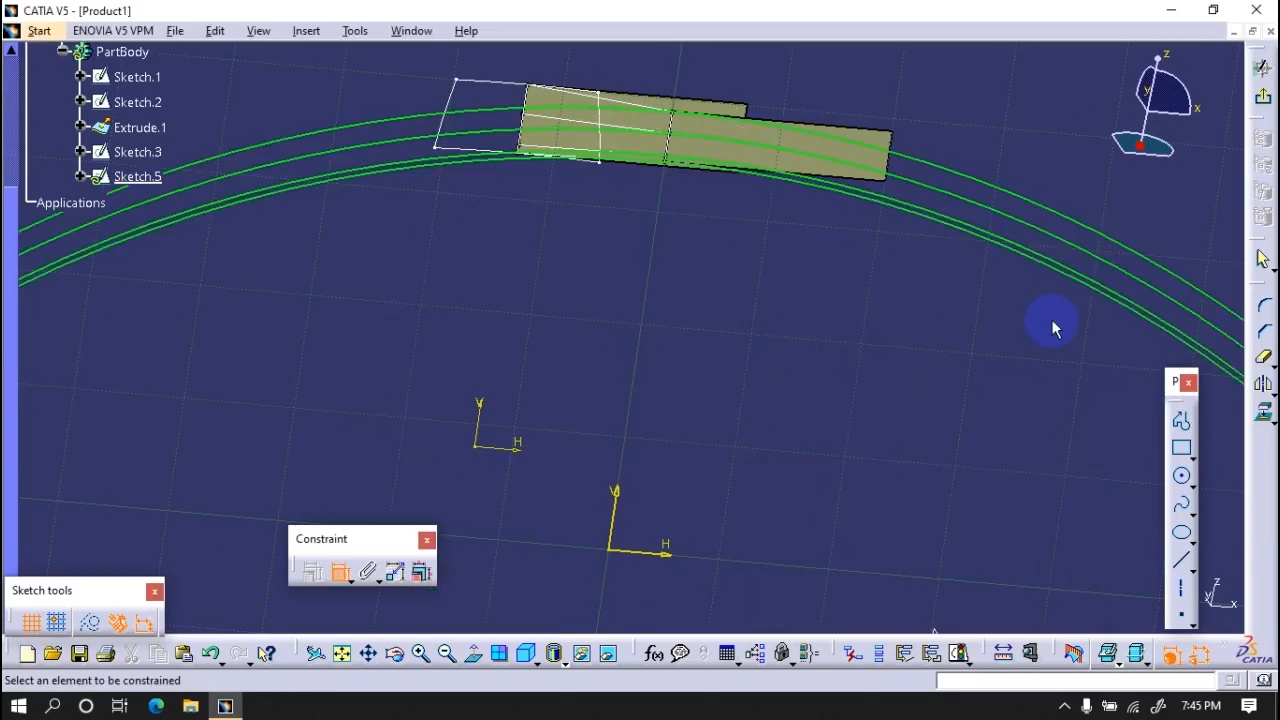 CATIA V5 - [Product1]
Start ENOVIA V5 VPM File Edit View Insert Tools Window Help
PartBody
Sketch.1
Sketch.2
Extrude.1
Sketch.3
Sketch.5
Applications
z
y
x
V
H
V
H
P
Constraint
Sketch tools
z
y
x
f(x)
CATIA
Select an element to be constrained
7:45 PM